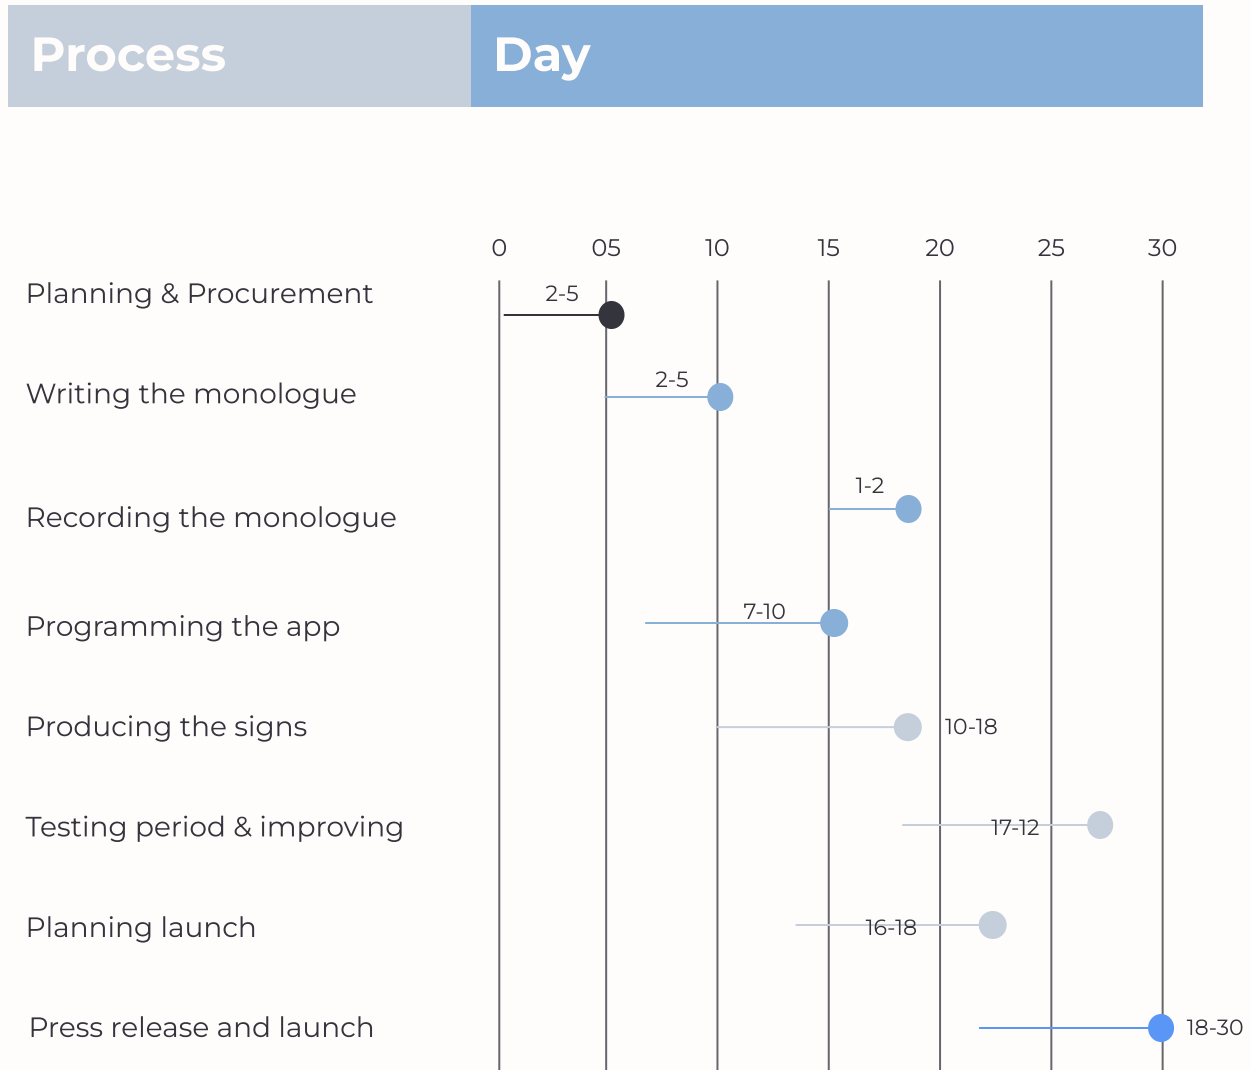 Process Day
0 05 10 15 20 25 30
Planning & Procurement 2-5
Writing the monologue 2-5
Recording the monologue 1-2
Programming the app 7-10
Producing the signs 10-18
Testing period & improving 17-12
Planning launch 16-18
Press release and launch 18-30